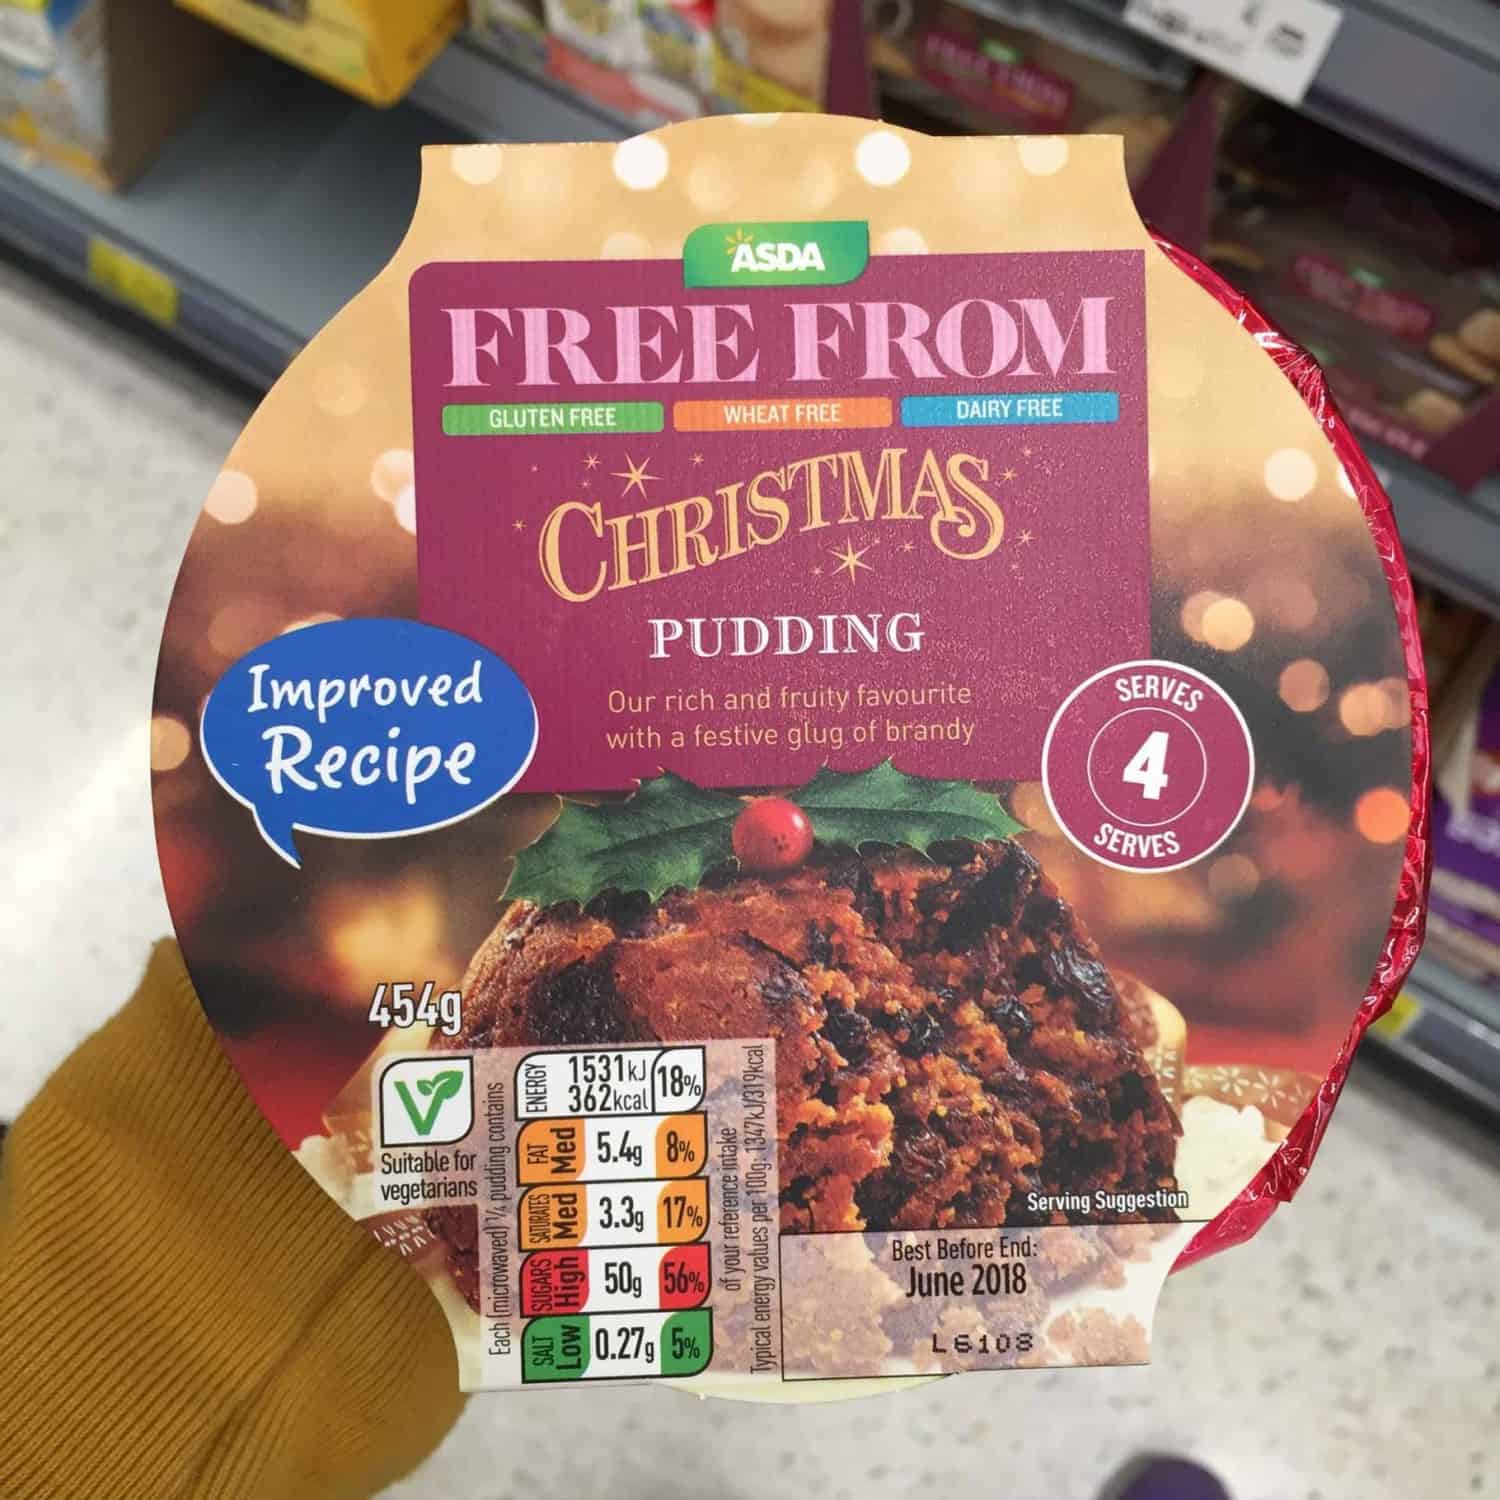 ASDA
FREE FROM
GLUTEN FREE WHEAT FREE DAIRY FREE
CHRISTMAS
PUDDING
Our rich and fruity favourite
with a festive glug of brandy
Improved
Recipe
SERVES
4
SERVES
454g
Suitable for
vegetarians
Each (microwaved) 1/4 pudding contains
ENERGY 1531kJ 362kcal 18%
FAT Med 5.4g 8%
SATURATES Med 3.3g 17%
SUGARS High 50g 56%
SALT Low 0.27g 5%
of your reference intake
Typical energy values per 100g: 1347kJ/319kcal
Serving Suggestion
Best Before End:
June 2018
L6108
FREE FROM